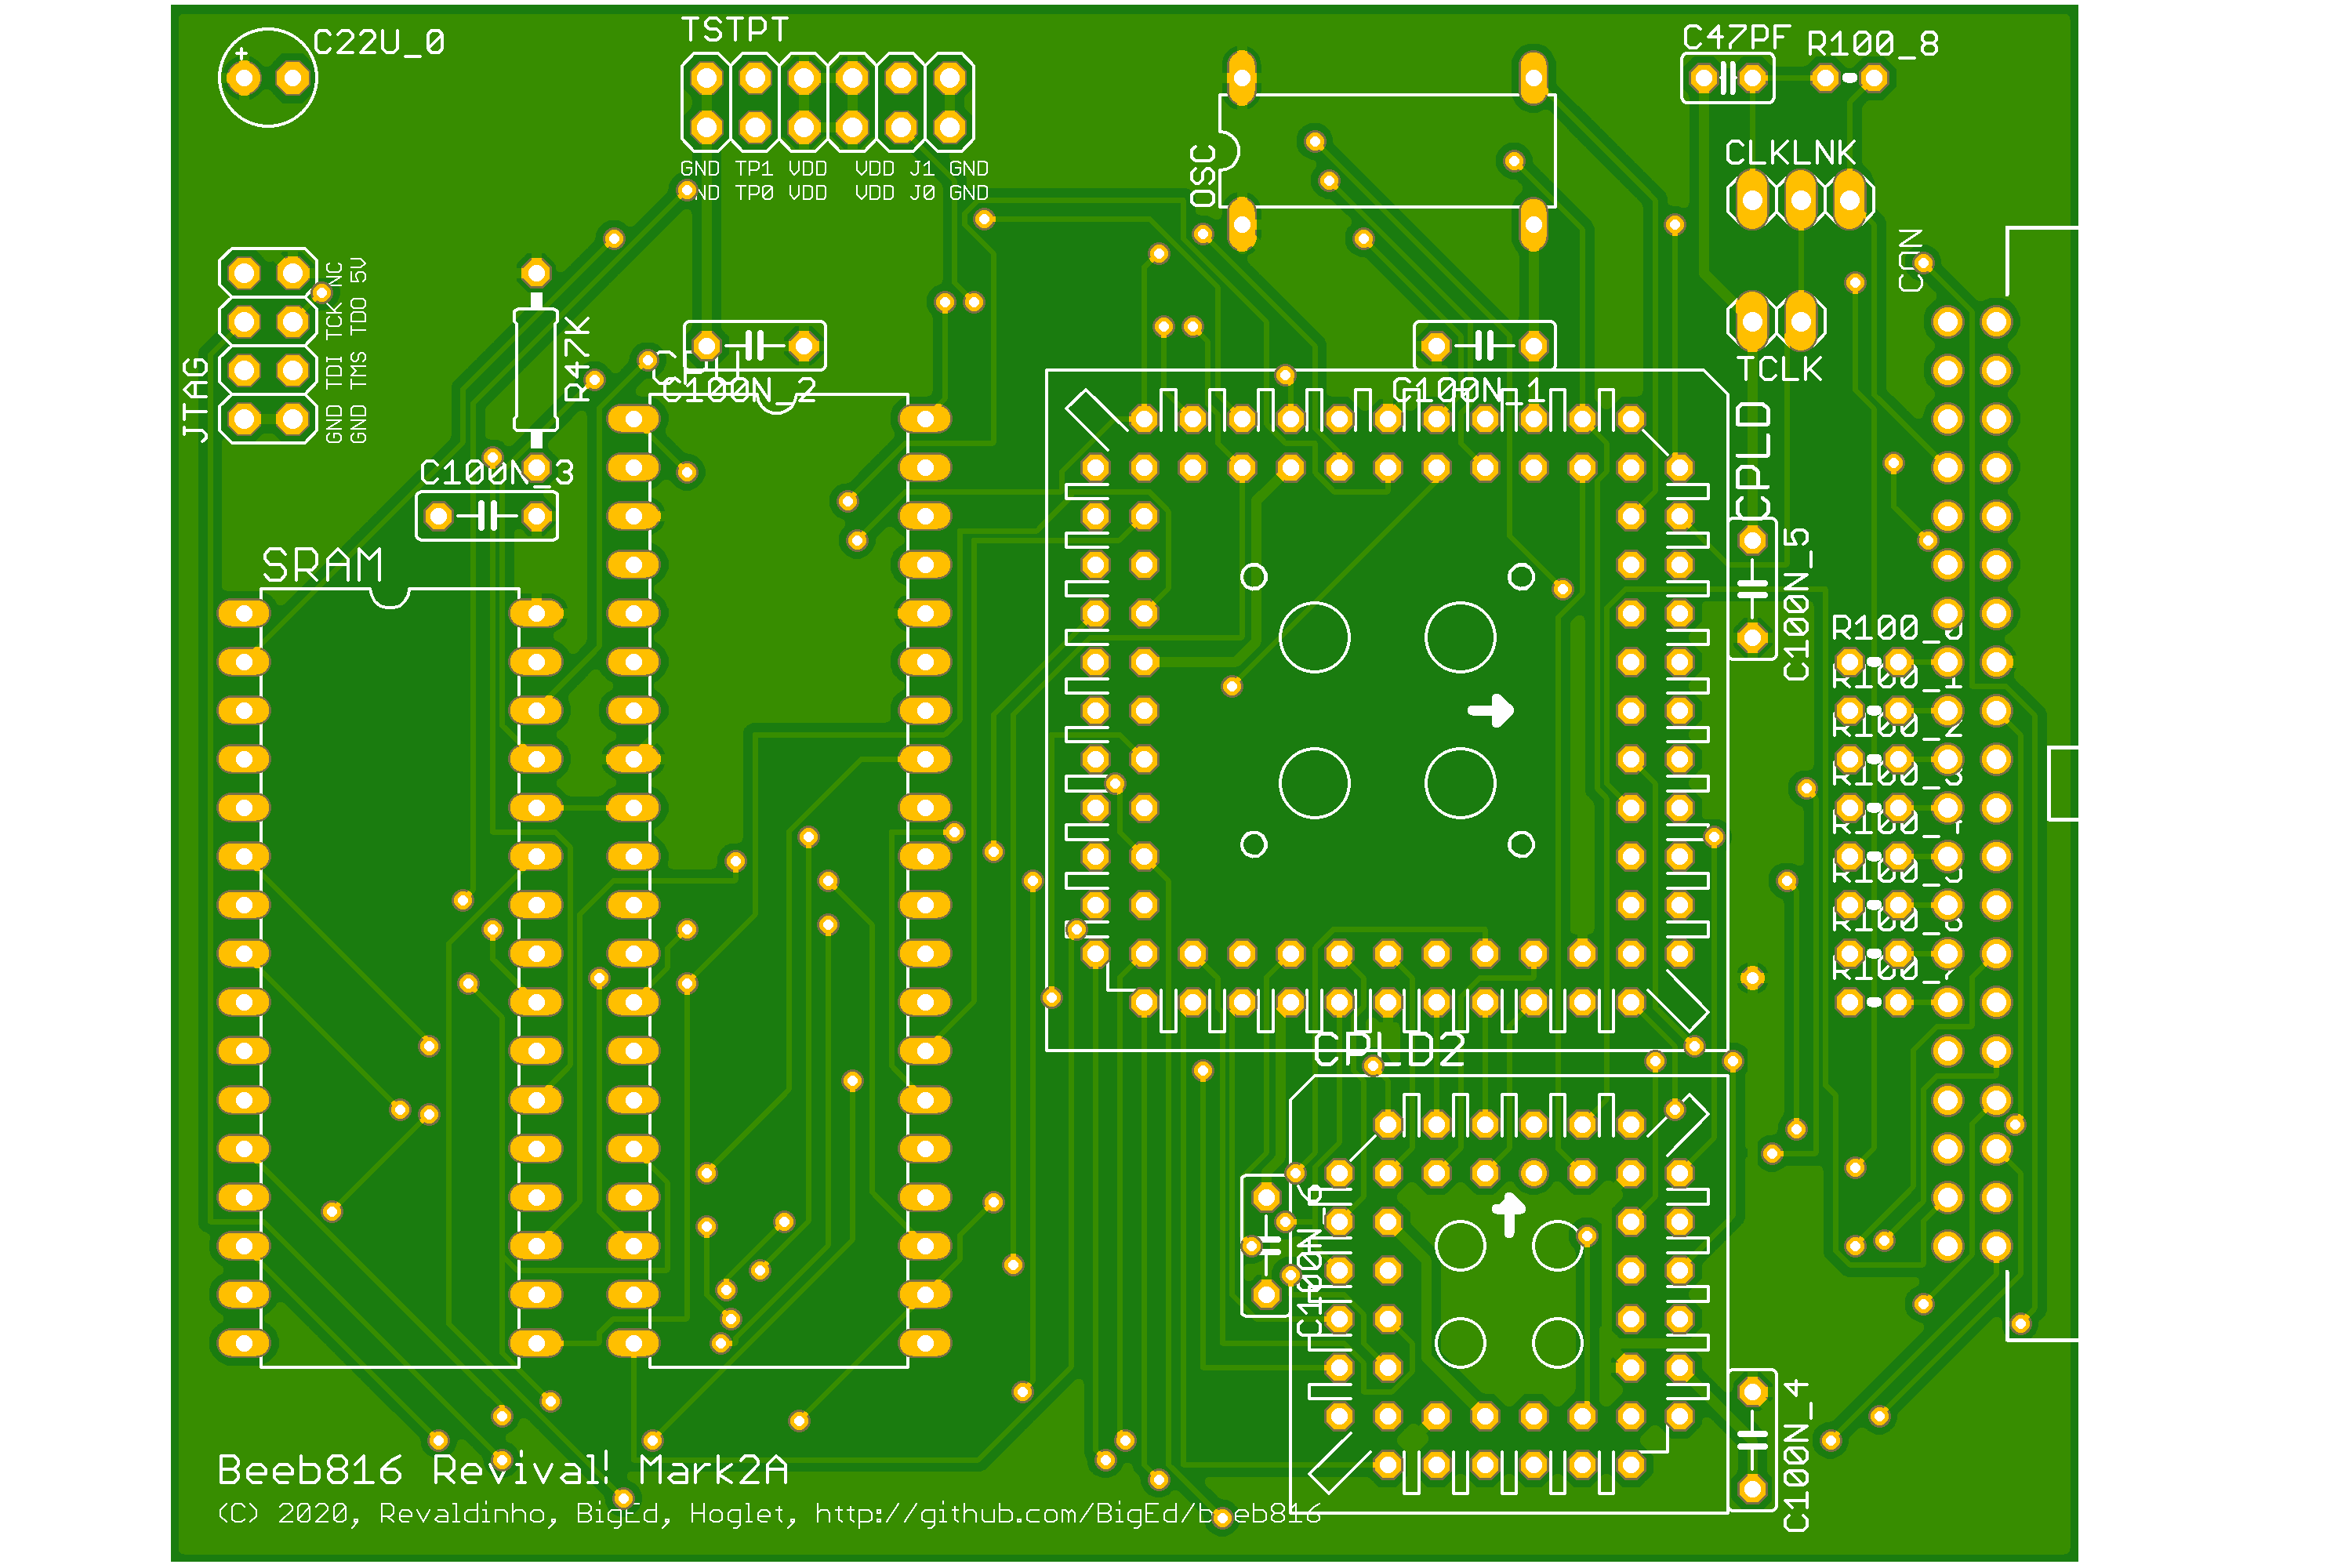 C22U_0
TSTPT
C47PF
R100_8
GND TP1 VDD VDD J1 GND
GND TP0 VDD VDD J0 GND
OSC
CLKLNK
CON
JTAG
GND TDI TCK NC
GND TMS TDO 5V
R47K
CPU
C100N_2
C100N_1
TCLK
CPLD
C100N_3
C100N_5
SRAM
R100_0
R100_1
R100_2
R100_3
R100_4
R100_5
R100_6
R100_7
CPLD2
C100N_6
C100N_4
Beeb816 Revival! Mark2A
(C) 2020, Revaldinho, BigEd, Hoglet, http://github.com/BigEd/beeb816